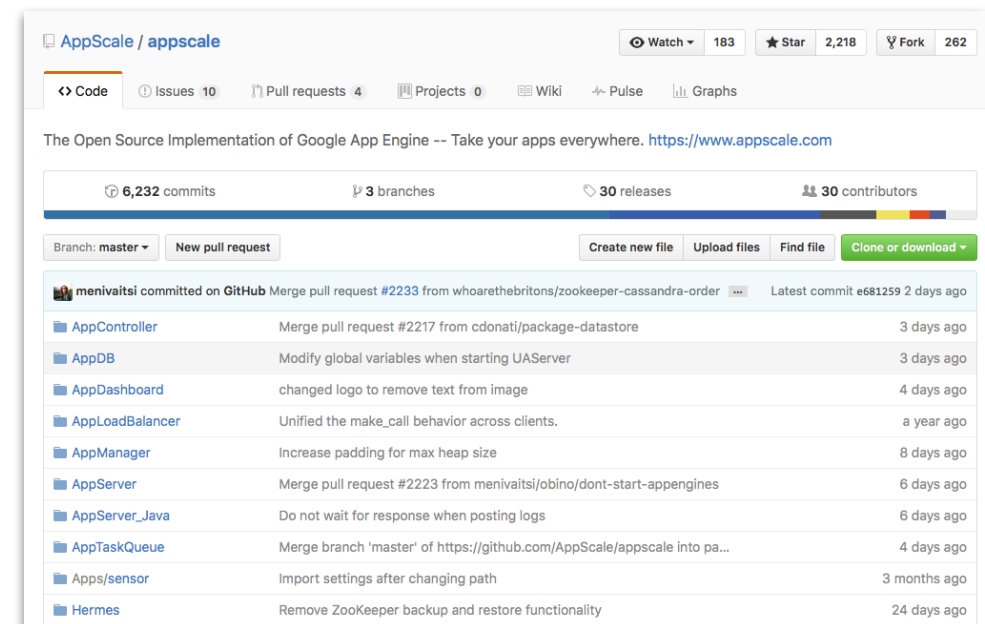 AppScale / appscale
Watch 183 Star 2,218 Fork 262
Code Issues 10 Pull requests 4 Projects 0 Wiki Pulse Graphs
The Open Source Implementation of Google App Engine -- Take your apps everywhere. https://www.appscale.com
6,232 commits 3 branches 30 releases 30 contributors
Branch: master New pull request Create new file Upload files Find file Clone or download
menivaitsi committed on GitHub Merge pull request #2233 from whoarethebritons/zookeeper-cassandra-order ... Latest commit e681259 2 days ago
AppController Merge pull request #2217 from cdonati/package-datastore 3 days ago
AppDB Modify global variables when starting UAServer 3 days ago
AppDashboard changed logo to remove text from image 4 days ago
AppLoadBalancer Unified the make_call behavior across clients. a year ago
AppManager Increase padding for max heap size 8 days ago
AppServer Merge pull request #2223 from menivaitsi/obino/dont-start-appengines 6 days ago
AppServer_Java Do not wait for response when posting logs 6 days ago
AppTaskQueue Merge branch 'master' of https://github.com/AppScale/appscale into pa... 4 days ago
Apps/sensor Import settings after changing path 3 months ago
Hermes Remove ZooKeeper backup and restore functionality 24 days ago